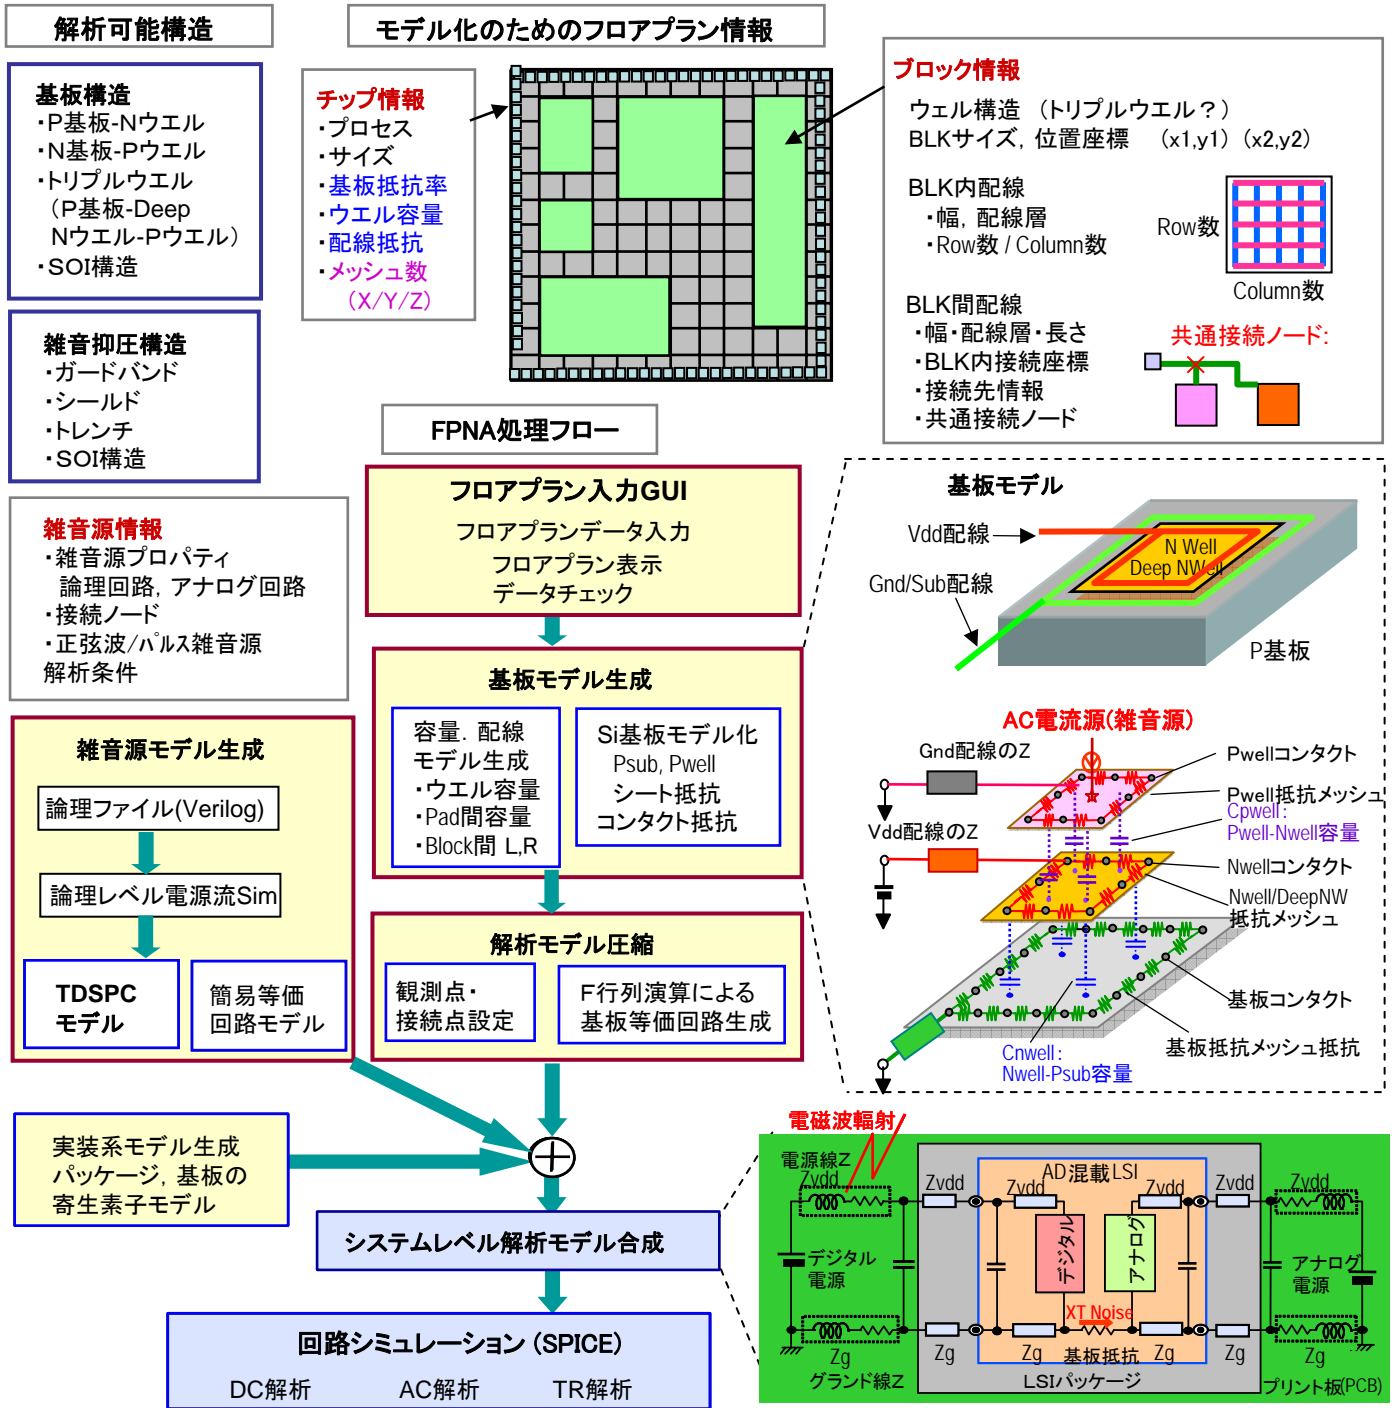 解析可能構造
基板構造
・P基板-Nウエル
・N基板-Pウエル
・トリプルウエル
（P基板-Deep
Nウエル-Pウエル）
・SOI構造
雑音抑圧構造
・ガードバンド
・シールド
・トレンチ
・SOI構造
雑音源情報
・雑音源プロパティ
論理回路, アナログ回路
・接続ノード
・正弦波/パルス雑音源
解析条件
モデル化のためのフロアプラン情報
チップ情報
・プロセス
・サイズ
・基板抵抗率
・ウエル容量
・配線抵抗
・メッシュ数
（X/Y/Z）
ブロック情報
ウェル構造 （トリプルウエル？）
BLKサイズ, 位置座標 (x1,y1) (x2,y2)
BLK内配線
・幅, 配線層
・Row数 / Column数
Row数
Column数
BLK間配線
・幅・配線層・長さ
・BLK内接続座標
・接続先情報
・共通接続ノード
共通接続ノード:
FPNA処理フロー
フロアプラン入力GUI
フロアプランデータ入力
フロアプラン表示
データチェック
基板モデル生成
容量．配線
モデル生成
・ウエル容量
・Pad間容量
・Block間 L,R
Si基板モデル化
Psub, Pwell
シート抵抗
コンタクト抵抗
解析モデル圧縮
観測点・
接続点設定
F行列演算による
基板等価回路生成
雑音源モデル生成
論理ファイル(Verilog)
論理レベル電源流Sim
TDSPC
モデル
簡易等価
回路モデル
実装系モデル生成
パッケージ, 基板の
寄生素子モデル
システムレベル解析モデル合成
回路シミュレーション (SPICE)
DC解析 AC解析 TR解析
基板モデル
Vdd配線
N Well
Deep NWell
Gnd/Sub配線
P基板
AC電流源(雑音源)
Gnd配線のZ
Pwellコンタクト
Pwell抵抗メッシュ
Cpwell：
Pwell-Nwell容量
Vdd配線のZ
Nwellコンタクト
Nwell/DeepNW
抵抗メッシュ
基板コンタクト
基板抵抗メッシュ抵抗
Cnwell：
Nwell-Psub容量
電磁波輻射
電源線Z
Zvdd
Zvdd
AD混載LSI
Zvdd
Zvdd
Zvdd
Zvdd
デジタル
電源
デジタル
アナログ
アナログ
電源
XT Noise
Zg
Zg
Zg
基板抵抗
Zg
Zg
Zg
グランド線Z
LSIパッケージ
プリント板(PCB)